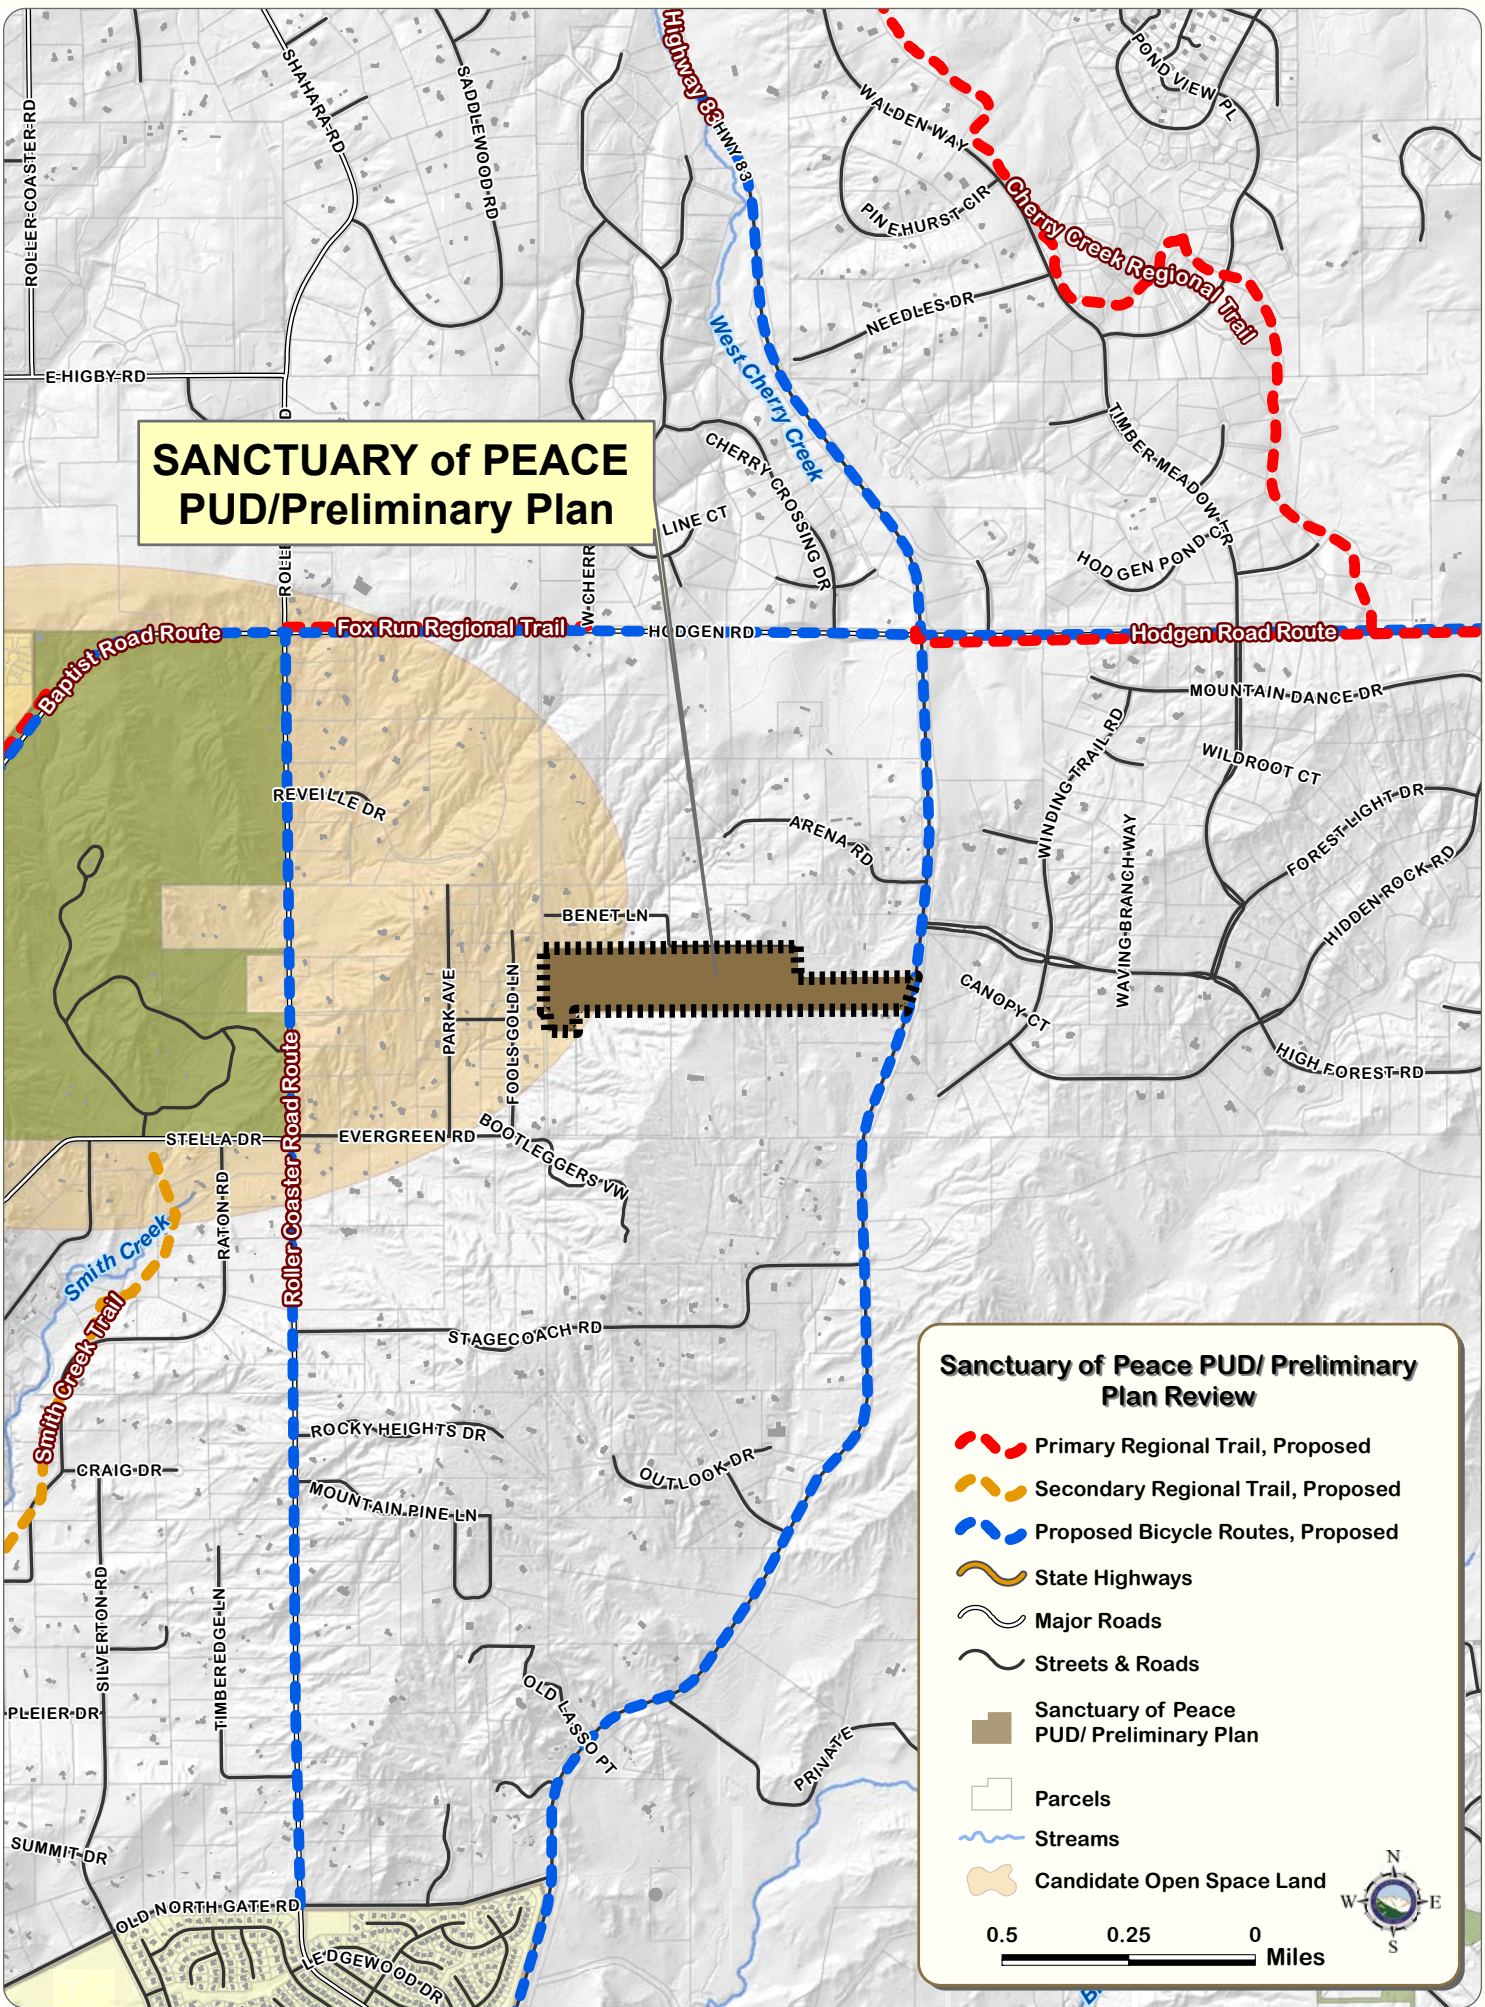 Highway 83
HWY 83
ROLLER COASTER RD
SHAHARA RD
SADDLEWOOD RD
WALDEN WAY
POND VIEW PL
PINEHURST CIR
Cherry Creek Regional Trail
NEEDLES DR
West Cherry Creek
E HIGBY RD
SANCTUARY of PEACE
PUD/Preliminary Plan
CHERRY CROSSING DR
TIMBER MEADOW
LINE CT
HODGEN POND
W CHERR
Baptist Road Route
Fox Run Regional Trail
HODGEN RD
Hodgen Road Route
MOUNTAIN DANCE DR
WINDING TRAIL RD
WILDROOT CT
REVEILLE DR
FOREST LIGHT DR
ARENA RD
WAVING BRANCH WAY
HIDDEN ROCK RD
BENET LN
PARK AVE
FOOLS GOLD LN
CANOPY CT
HIGH FOREST RD
Roller Coaster Road Route
STELLA DR
EVERGREEN RD
BOOTLEGGERS VW
RATON RD
Smith Creek
Smith Creek Trail
STAGECOACH RD
ROCKY HEIGHTS DR
CRAIG DR
OUTLOOK DR
MOUNTAIN PINE LN
SILVERTON RD
TIMBEREDGE LN
PLEIER DR
OLD LASSO PT
PRIVATE
SUMMIT DR
OLD NORTH GATE RD
LEDGEWOOD DR
Sanctuary of Peace PUD/ Preliminary
Plan Review
Primary Regional Trail, Proposed
Secondary Regional Trail, Proposed
Proposed Bicycle Routes, Proposed
State Highways
Major Roads
Streets & Roads
Sanctuary of Peace
PUD/ Preliminary Plan
Parcels
Streams
Candidate Open Space Land
N
W
E
S
0.5 0.25 0
Miles